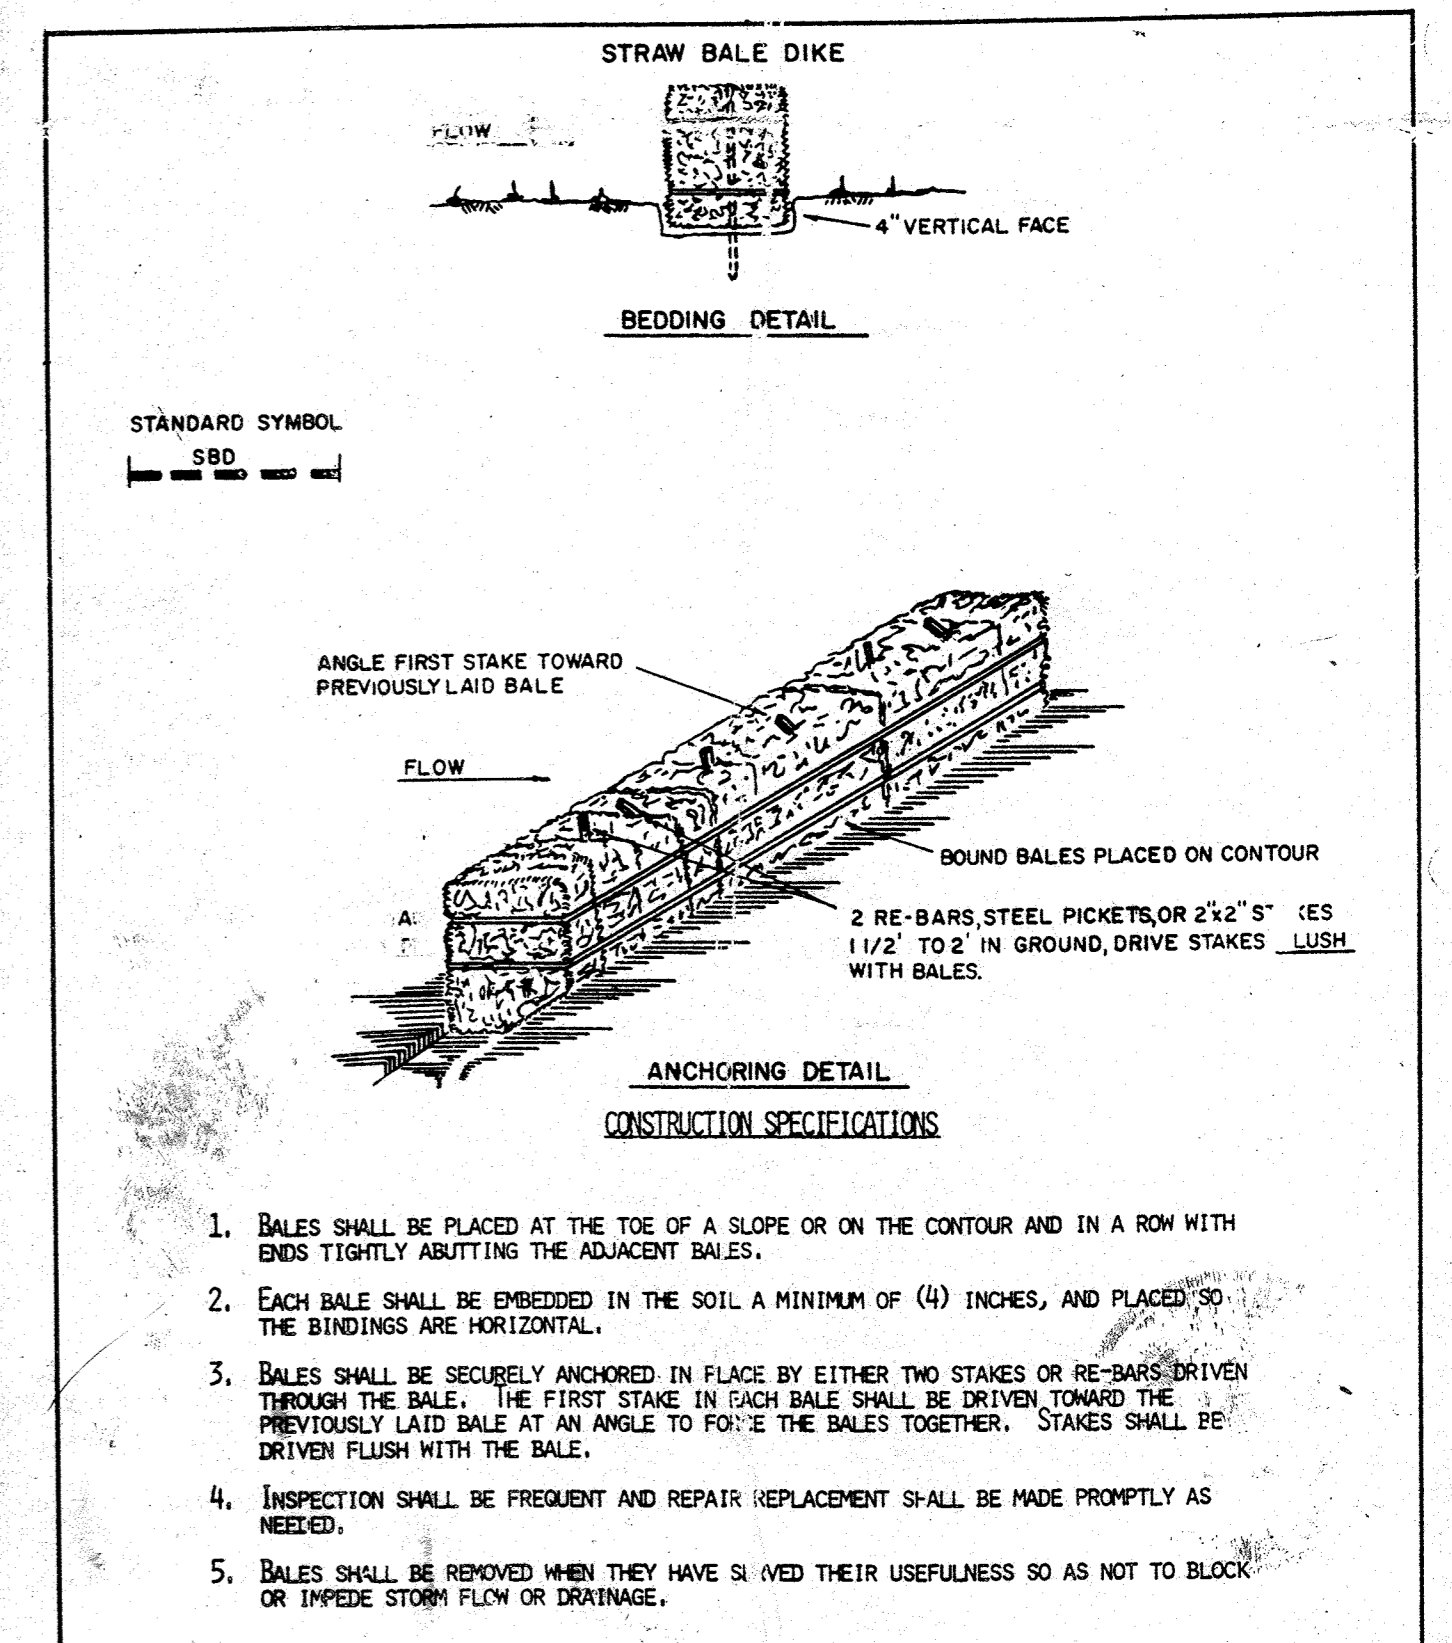 STRAW BALE DIKE
FLOW
4" VERTICAL FACE
BEDDING DETAIL
STANDARD SYMBOL
SBD
ANGLE FIRST STAKE TOWARD
PREVIOUSLY LAID BALE
FLOW
BOUND BALES PLACED ON CONTOUR
2 RE-BARS, STEEL PICKETS, OR 2"x2"
1 1/2' TO 2' IN GROUND, DRIVE STAKES LUSH
WITH BALES.
ANCHORING DETAIL
CONSTRUCTION SPECIFICATIONS
1. BALES SHALL BE PLACED AT THE TOE OF A SLOPE OR ON THE CONTOUR AND IN A ROW WITH
ENDS TIGHTLY ABUTTING THE ADJACENT BALES.
2. EACH BALE SHALL BE EMBEDDED IN THE SOIL A MINIMUM OF (4) INCHES, AND PLACED SO
THE BINDINGS ARE HORIZONTAL.
3. BALES SHALL BE SECURELY ANCHORED IN PLACE BY EITHER TWO STAKES OR RE-BARS DRIVEN
THROUGH THE BALE. THE FIRST STAKE IN EACH BALE SHALL BE DRIVEN TOWARD THE
PREVIOUSLY LAID BALE AT AN ANGLE TO FORCE THE BALES TOGETHER. STAKES SHALL BE
DRIVEN FLUSH WITH THE BALE.
4. INSPECTION SHALL BE FREQUENT AND REPAIR REPLACEMENT SHALL BE MADE PROMPTLY AS
NEEDED.
5. BALES SHALL BE REMOVED WHEN THEY HAVE THEIR USEFULNESS SO AS NOT TO BLOCK
OR IMPEDE STORM FLOW OR DRAINAGE.